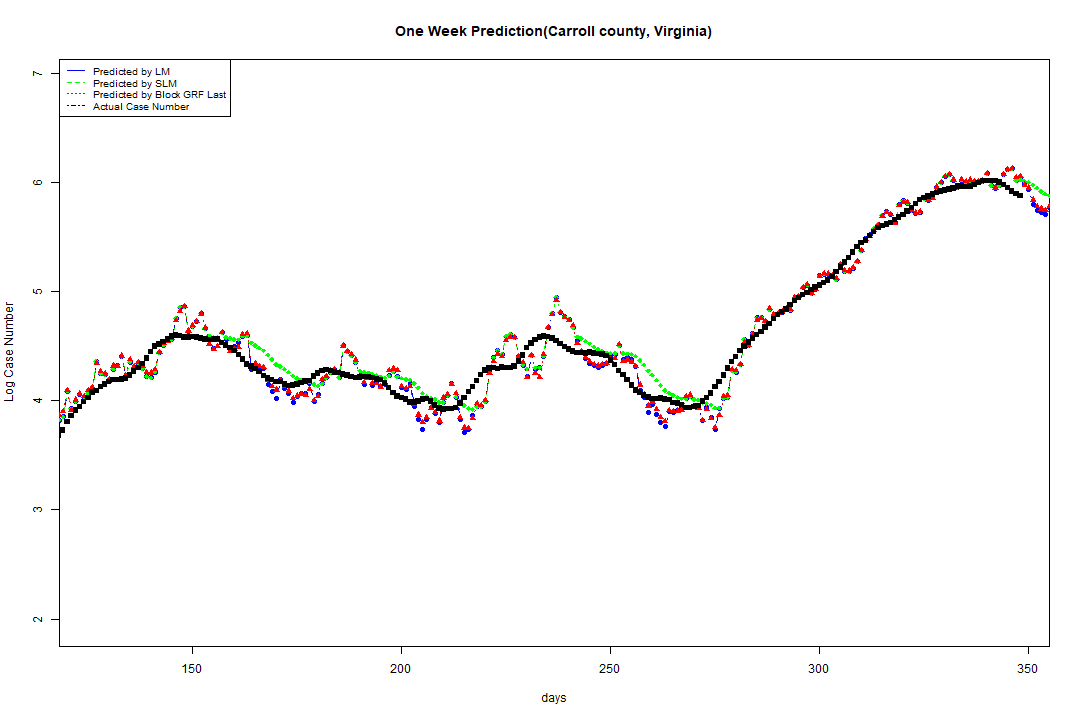 One Week Prediction(Carroll county, Virginia)
Predicted by LM
Predicted by SLM
Predicted by Block GRF Last
Actual Case Number
7
6
5
4
3
2
Log Case Number
150 200 250 300 350
days